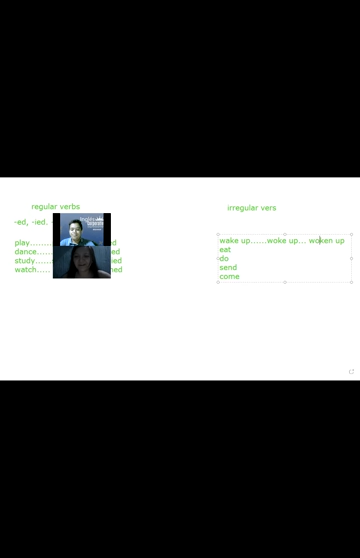 regular verbs
-ed, -ied.
play.........ed
dance.......ed
study.......ied
watch.....hed
irregular vers
wake up......woke up... woken up
eat
do
send
come